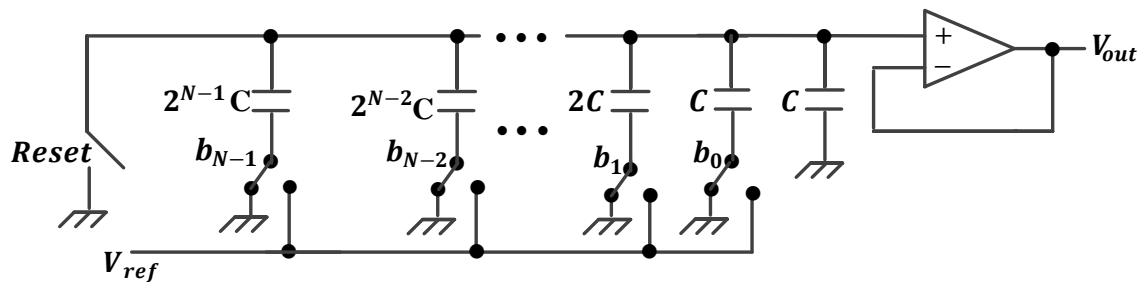 +
−
V_out
2^{N−1}C
2^{N−2}C
2C
C
C
Reset
b_{N−1}
b_{N−2}
b_1
b_0
V_ref